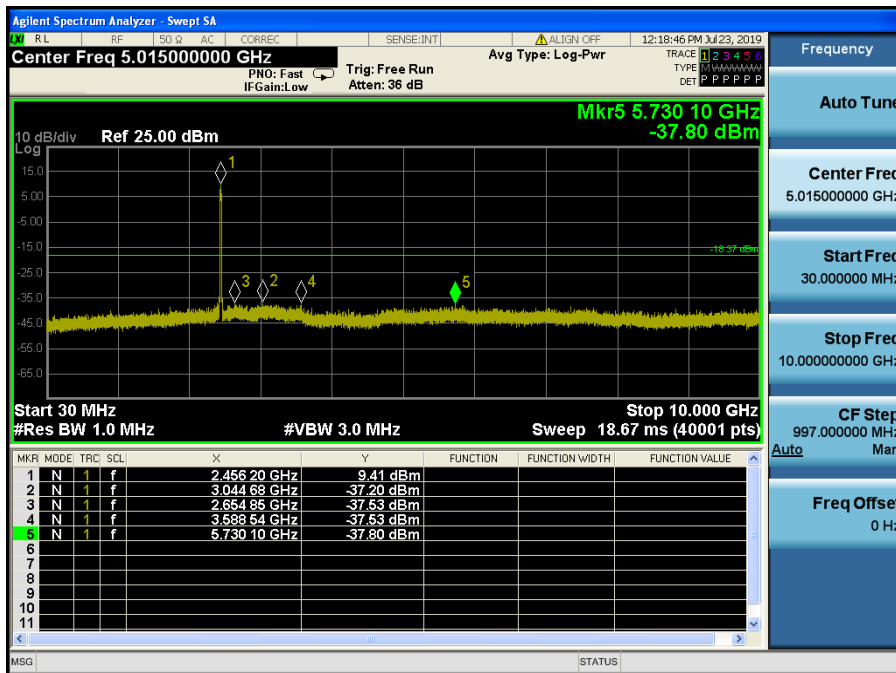 Agilent Spectrum Analyzer - Swept SA
LXI RL RF 50 Ω AC CORREC SENSE:INT ALIGN OFF 12:18:46 PM Jul 23, 2019
Center Freq 5.015000000 GHz
PNO: Fast
IFGain:Low
Trig: Free Run
Atten: 36 dB
Avg Type: Log-Pwr
TRACE 1 2 3 4 5 6
TYPE MWWWWW
DET P P P P P P
Mkr5 5.730 10 GHz
-37.80 dBm
10 dB/div Ref 25.00 dBm
Log
15.0
5.00
-5.00
-15.0
-25.0
-35.0
-45.0
-55.0
-65.0
1
3 2 4 5
-18.37 dBm
Start 30 MHz Stop 10.000 GHz
#Res BW 1.0 MHz #VBW 3.0 MHz Sweep 18.67 ms (40001 pts)
MKR MODE TRC SCL X Y FUNCTION FUNCTION WIDTH FUNCTION VALUE
1 N 1 f 2.456 20 GHz 9.41 dBm
2 N 1 f 3.044 68 GHz -37.20 dBm
3 N 1 f 2.654 85 GHz -37.53 dBm
4 N 1 f 3.588 54 GHz -37.53 dBm
5 N 1 f 5.730 10 GHz -37.80 dBm
6
7
8
9
10
11
MSG STATUS
Frequency
Auto Tune
Center Freq
5.015000000 GHz
Start Freq
30.000000 MHz
Stop Freq
10.000000000 GHz
CF Step
997.000000 MHz
Auto Man
Freq Offset
0 Hz